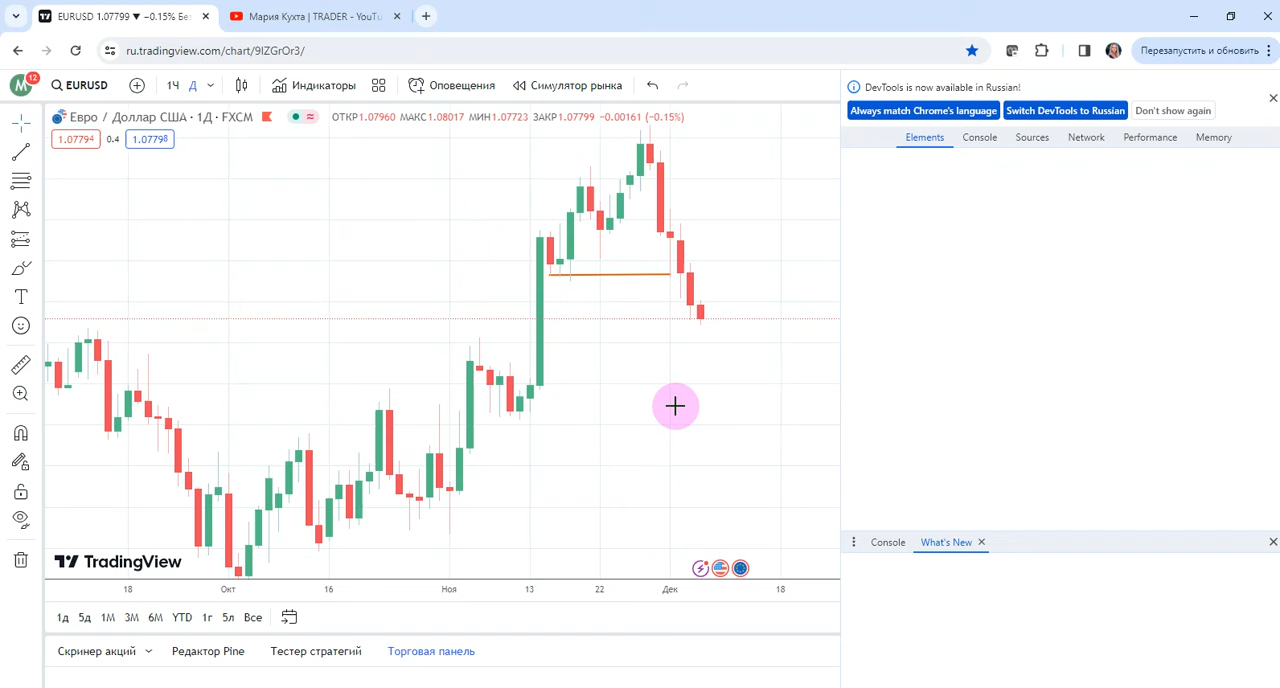 EURUSD 1.07799 ▼ −0.15% Без
Мария Кухта | TRADER - YouTu
ru.tradingview.com/chart/9IZGrOr3/
Перезапустить и обновить
M
12
EURUSD
1Ч
Д
Индикаторы
Оповещения
Симулятор рынка
Евро / Доллар США · 1Д · FXCM
ОТКР1.07960 МАКС1.08017 МИН1.07723 ЗАКР1.07799 −0.00161 (−0.15%)
1.07794
0.4
1.07798
DevTools is now available in Russian!
Always match Chrome's language
Switch DevTools to Russian
Don't show again
Elements
Console
Sources
Network
Performance
Memory
TradingView
18
Окт
16
Ноя
13
22
Дек
18
1д
5д
1М
3М
6М
YTD
1г
5л
Все
Скринер акций
Редактор Pine
Тестер стратегий
Торговая панель
Console
What's New